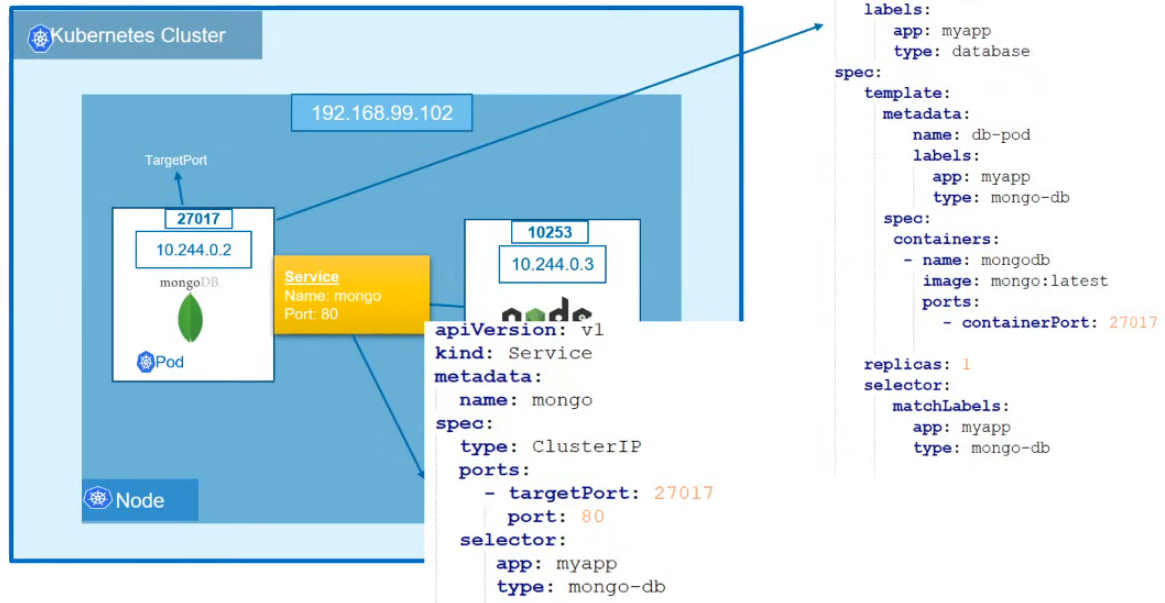 Kubernetes Cluster
192.168.99.102
TargetPort
27017
10.244.0.2
mongoDB
Pod
Service
Name: mongo
Port: 80
10253
10.244.0.3
node
Node
apiVersion: v1
kind: Service
metadata:
name: mongo
spec:
type: ClusterIP
ports:
- targetPort: 27017
port: 80
selector:
app: myapp
type: mongo-db
labels:
app: myapp
type: database
spec:
template:
metadata:
name: db-pod
labels:
app: myapp
type: mongo-db
spec:
containers:
- name: mongodb
image: mongo:latest
ports:
- containerPort: 27017
replicas: 1
selector:
matchLabels:
app: myapp
type: mongo-db